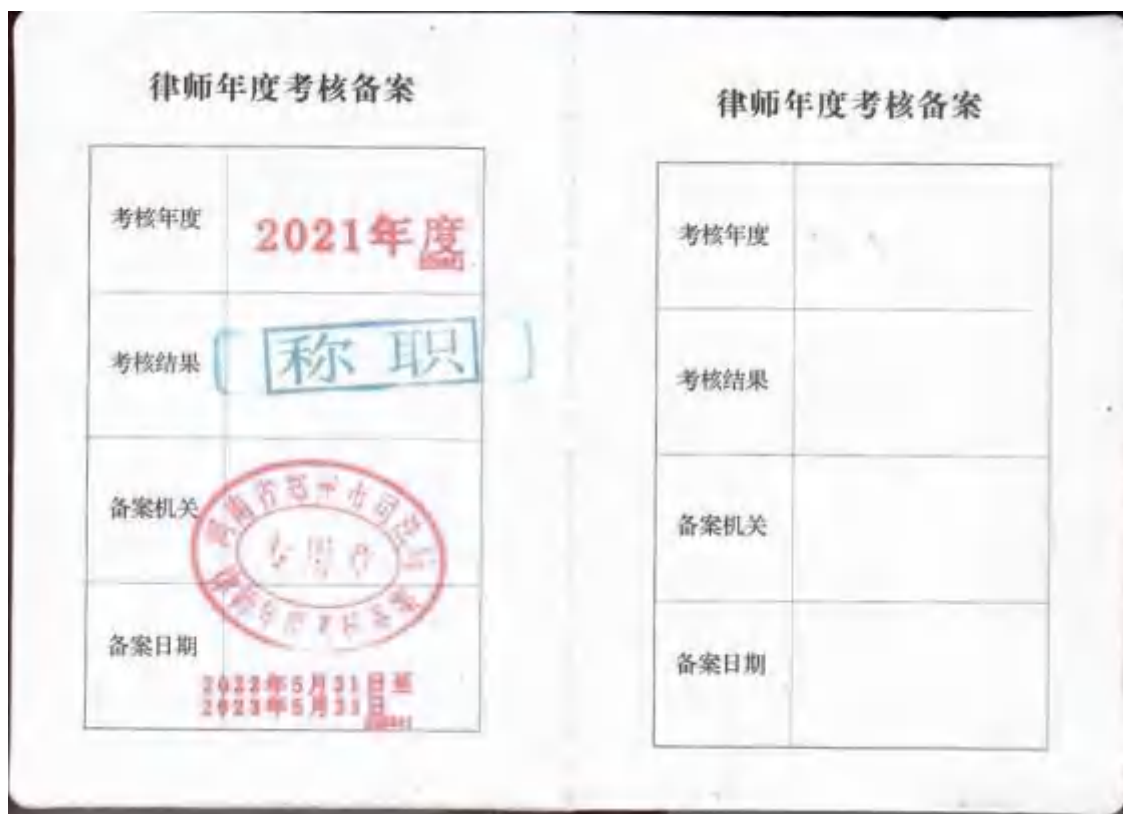 律师年度考核备案
考核年度
2021年度
考核结果
称职
备案机关
备案日期
2022年5月31日至
2023年5月31日
律师年度考核备案
考核年度
考核结果
备案机关
备案日期